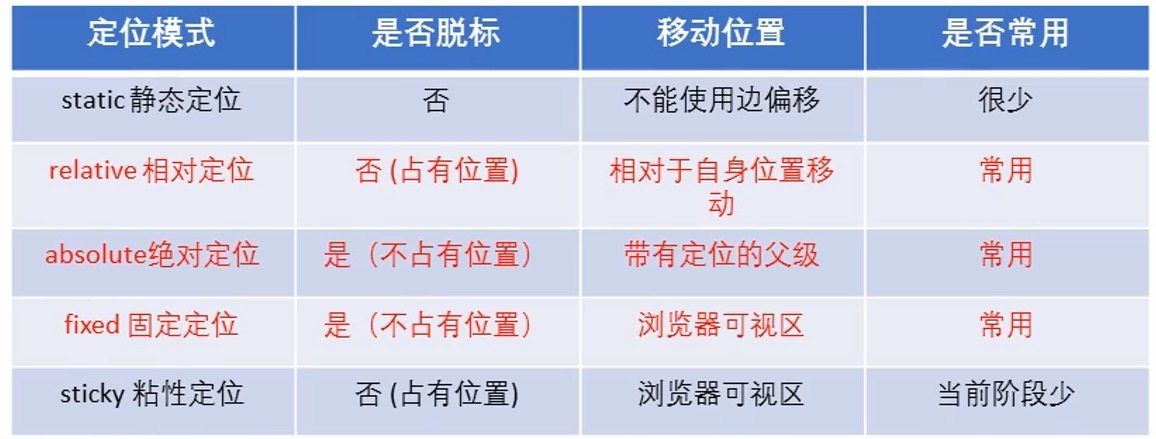 定位模式 是否脱标 移动位置 是否常用
static 静态定位 否 不能使用边偏移 很少
relative 相对定位 否 (占有位置) 相对于自身位置移 常用
动
absolute绝对定位 是（不占有位置） 带有定位的父级 常用
fixed 固定定位 是（不占有位置） 浏览器可视区 常用
sticky 粘性定位 否 (占有位置) 浏览器可视区 当前阶段少